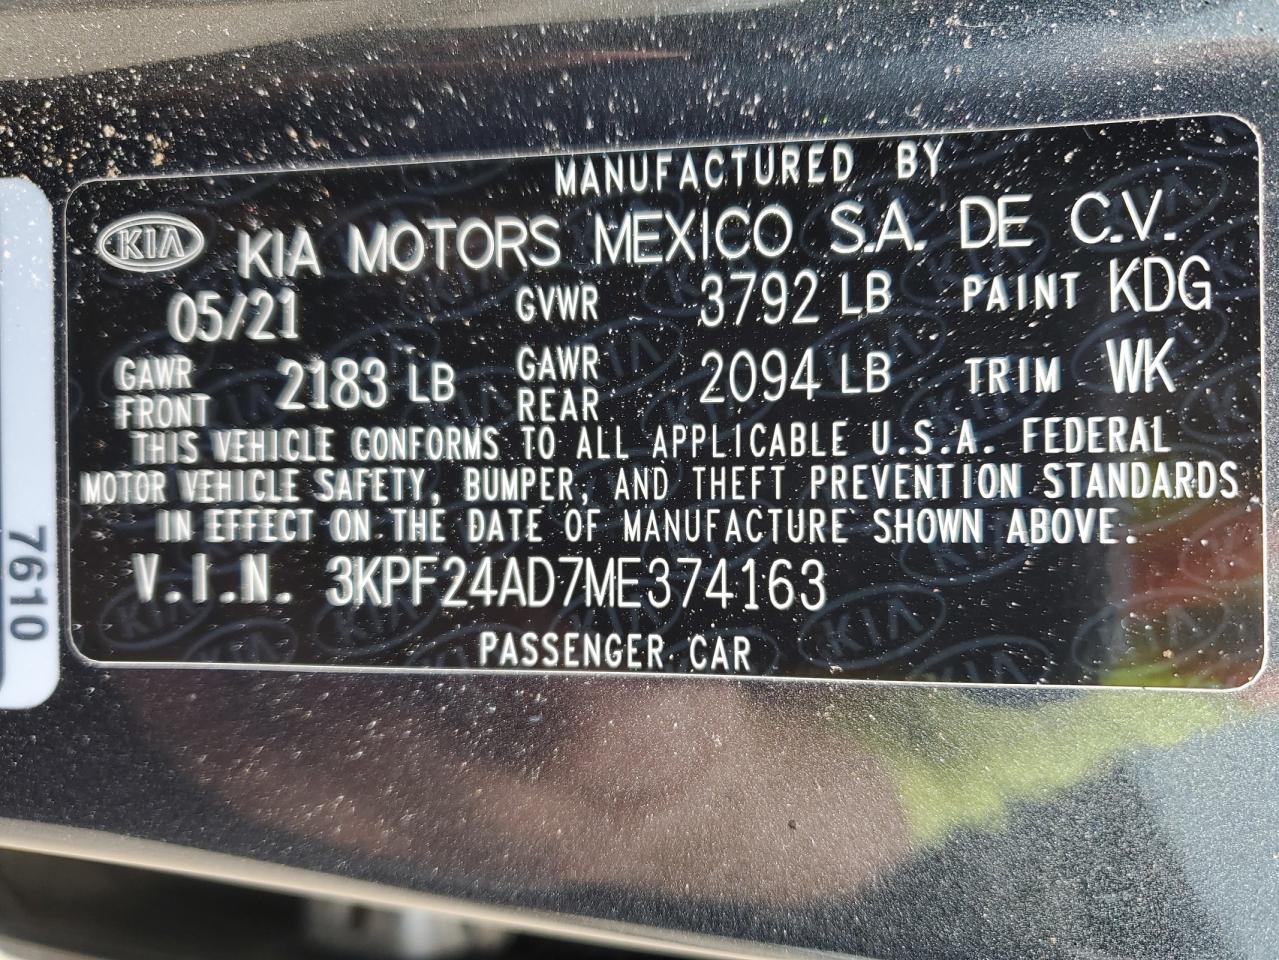 MANUFACTURED BY
KIA KIA MOTORS MEXICO S.A. DE C.V.
05/21 GVWR 3792 LB PAINT KDG
GAWR FRONT 2183 LB GAWR REAR 2094 LB TRIM WK
THIS VEHICLE CONFORMS TO ALL APPLICABLE U.S.A. FEDERAL
MOTOR VEHICLE SAFETY, BUMPER, AND THEFT PREVENTION STANDARDS
IN EFFECT ON THE DATE OF MANUFACTURE SHOWN ABOVE.
V.I.N. 3KPF24AD7ME374163
PASSENGER CAR
7610